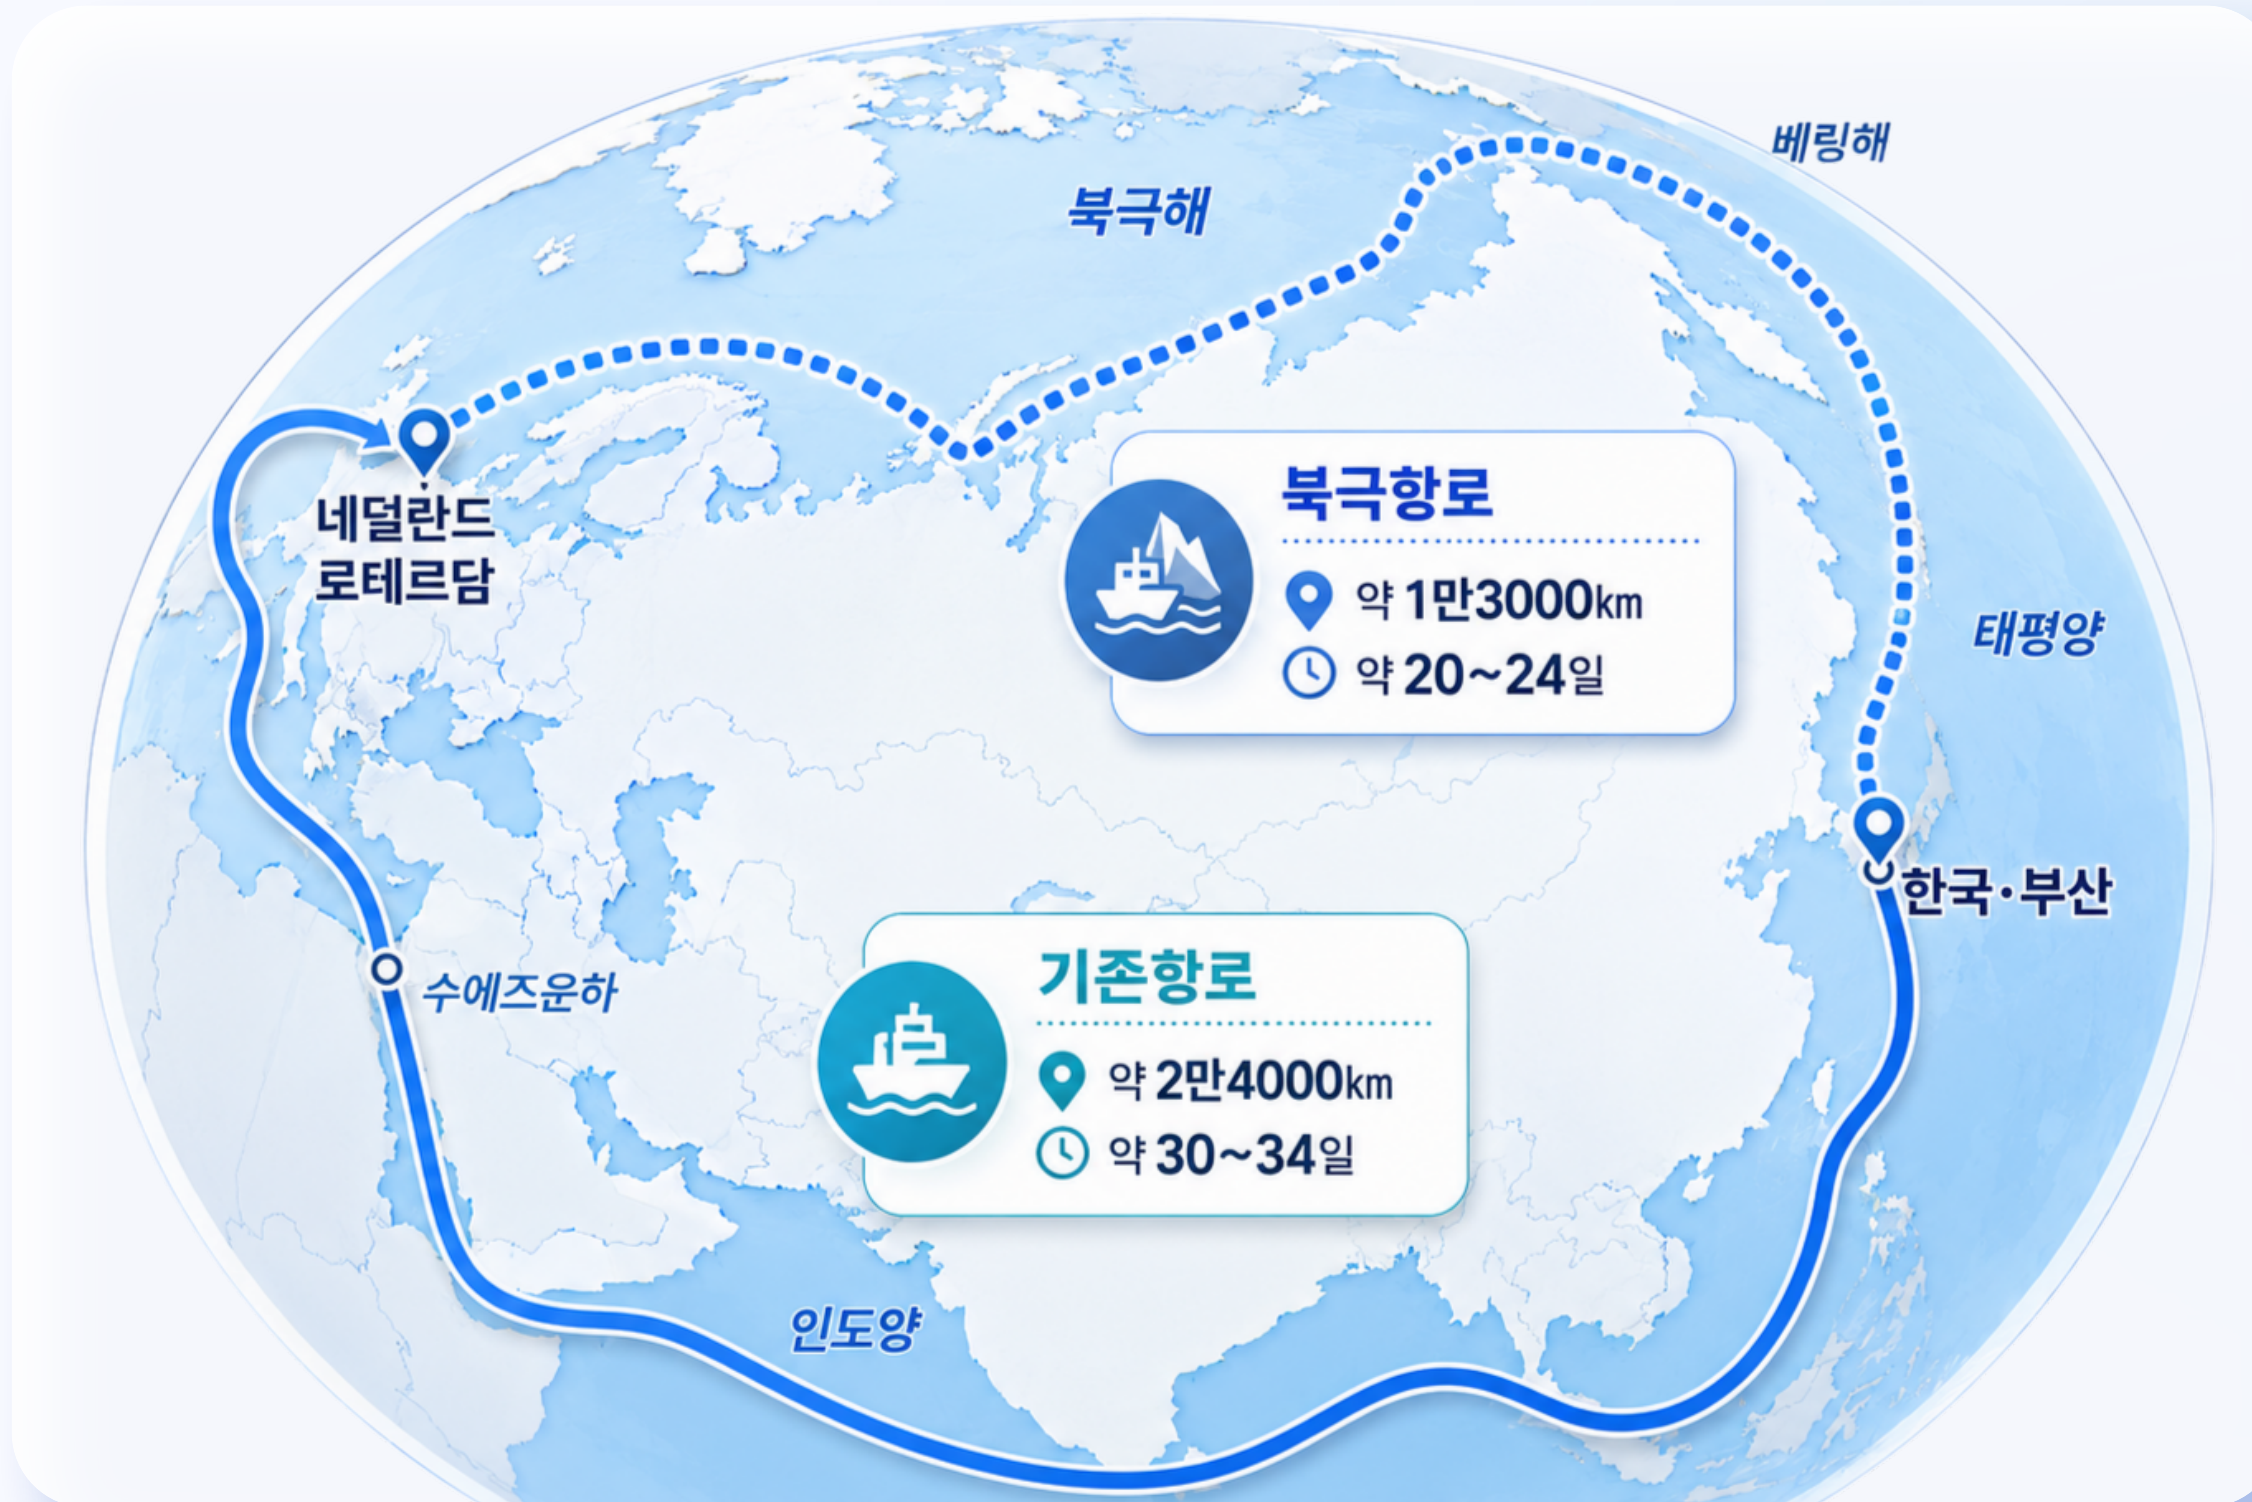 베링해
북극해
네덜란드
로테르담
북극항로
약 1만3000km
약 20~24일
태평양
한국·부산
수에즈운하
기존항로
약 2만4000km
약 30~34일
인도양